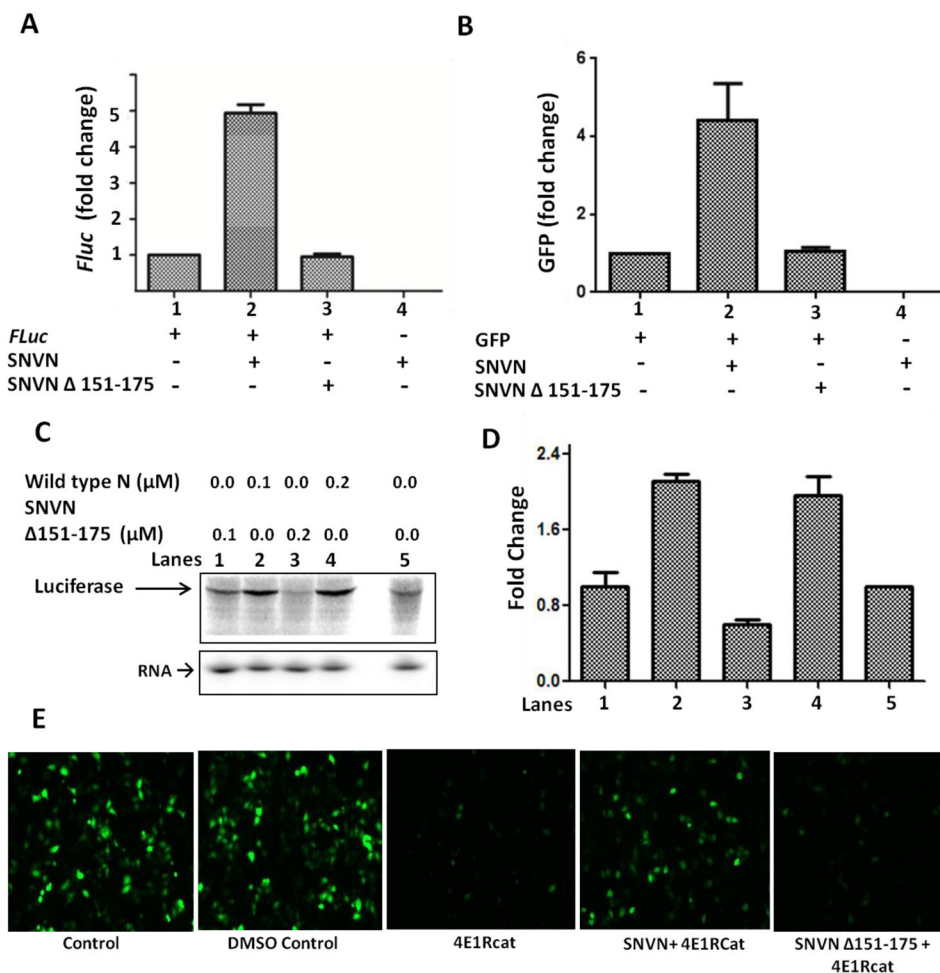 A
Fluc (fold change)
5
4
3
2
1
1 2 3 4
FLuc + + + -
SNVN - + - +
SNVN Δ 151-175 - - + -
B
GFP (fold change)
6
4
2
0
1 2 3 4
GFP + + + -
SNVN - + - +
SNVN Δ 151-175 - - + -
C
Wild type N (μM) 0.0 0.1 0.0 0.2 0.0
SNVN
Δ151-175 (μM) 0.1 0.0 0.2 0.0 0.0
Lanes 1 2 3 4 5
Luciferase
RNA
D
Fold Change
2.4
1.6
0.8
0.0
Lanes 1 2 3 4 5
E
Control
DMSO Control
4E1Rcat
SNVN+ 4E1RCat
SNVN Δ151-175 +
4E1Rcat